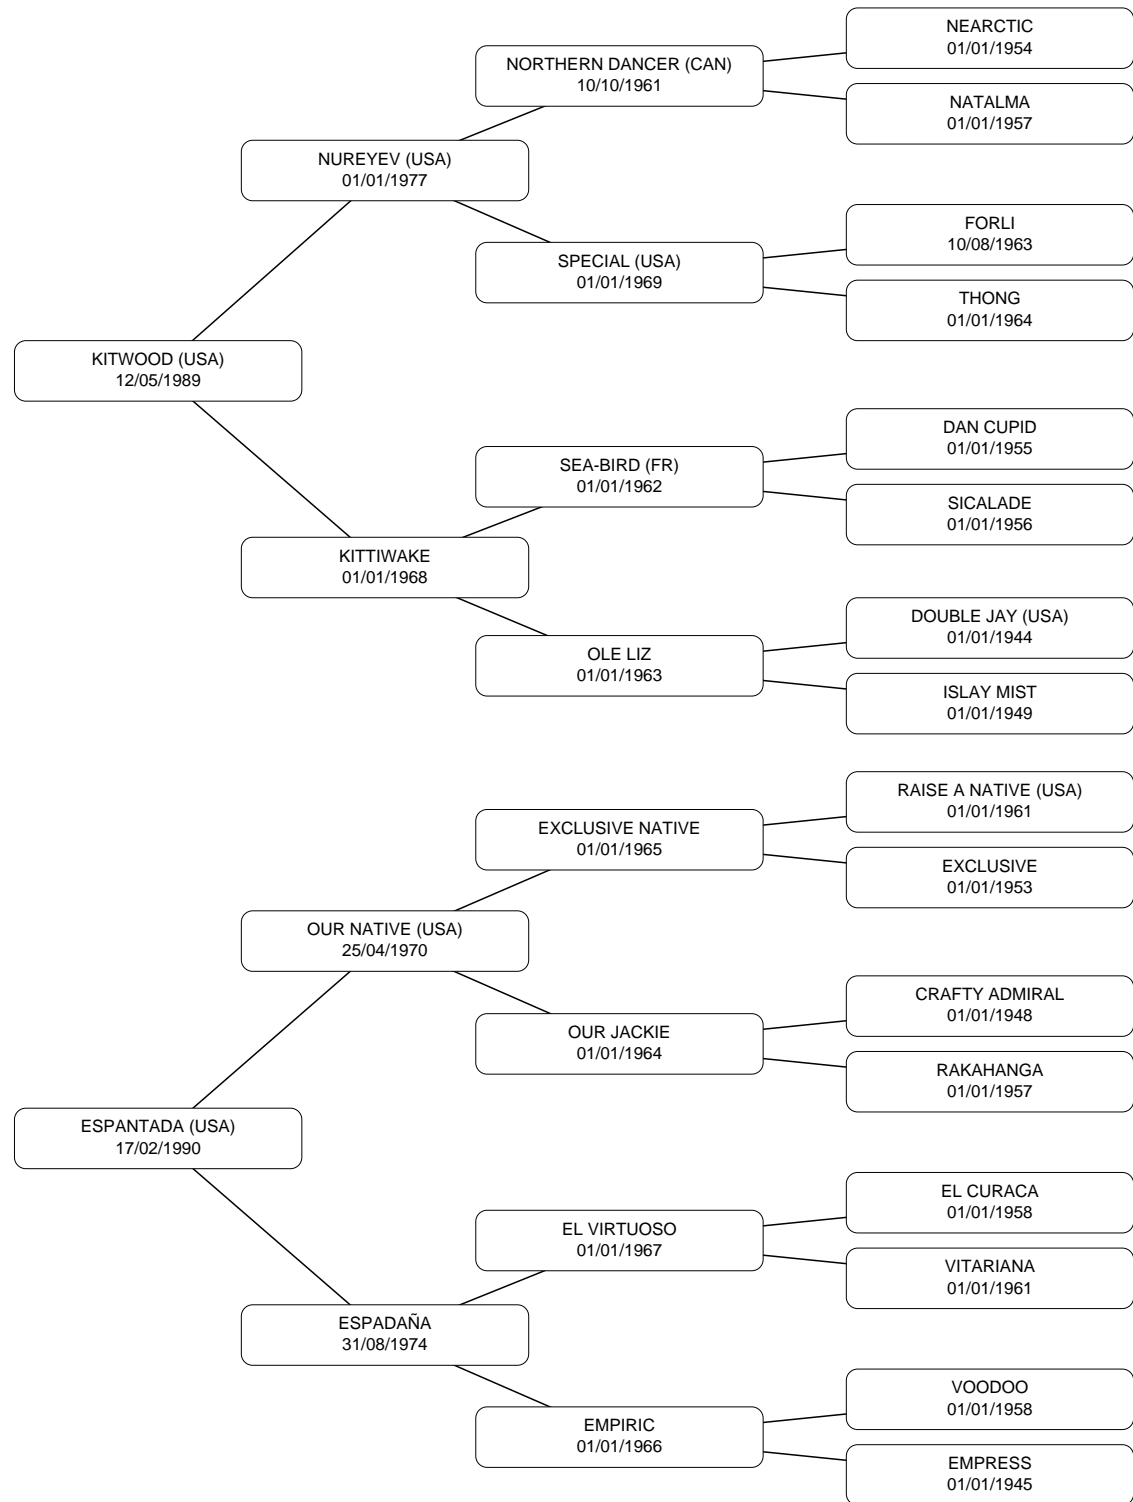 NEARCTIC
01/01/1954
NORTHERN DANCER (CAN)
10/10/1961
NATALMA
01/01/1957
NUREYEV (USA)
01/01/1977
FORLI
10/08/1963
SPECIAL (USA)
01/01/1969
THONG
01/01/1964
KITWOOD (USA)
12/05/1989
DAN CUPID
01/01/1955
SEA-BIRD (FR)
01/01/1962
SICALADE
01/01/1956
KITTIWAKE
01/01/1968
DOUBLE JAY (USA)
01/01/1944
OLE LIZ
01/01/1963
ISLAY MIST
01/01/1949
RAISE A NATIVE (USA)
01/01/1961
EXCLUSIVE NATIVE
01/01/1965
EXCLUSIVE
01/01/1953
OUR NATIVE (USA)
25/04/1970
CRAFTY ADMIRAL
01/01/1948
OUR JACKIE
01/01/1964
RAKAHANGA
01/01/1957
ESPANTADA (USA)
17/02/1990
EL CURACA
01/01/1958
EL VIRTUOSO
01/01/1967
VITARIANA
01/01/1961
ESPADAÑA
31/08/1974
VOODOO
01/01/1958
EMPIRIC
01/01/1966
EMPRESS
01/01/1945